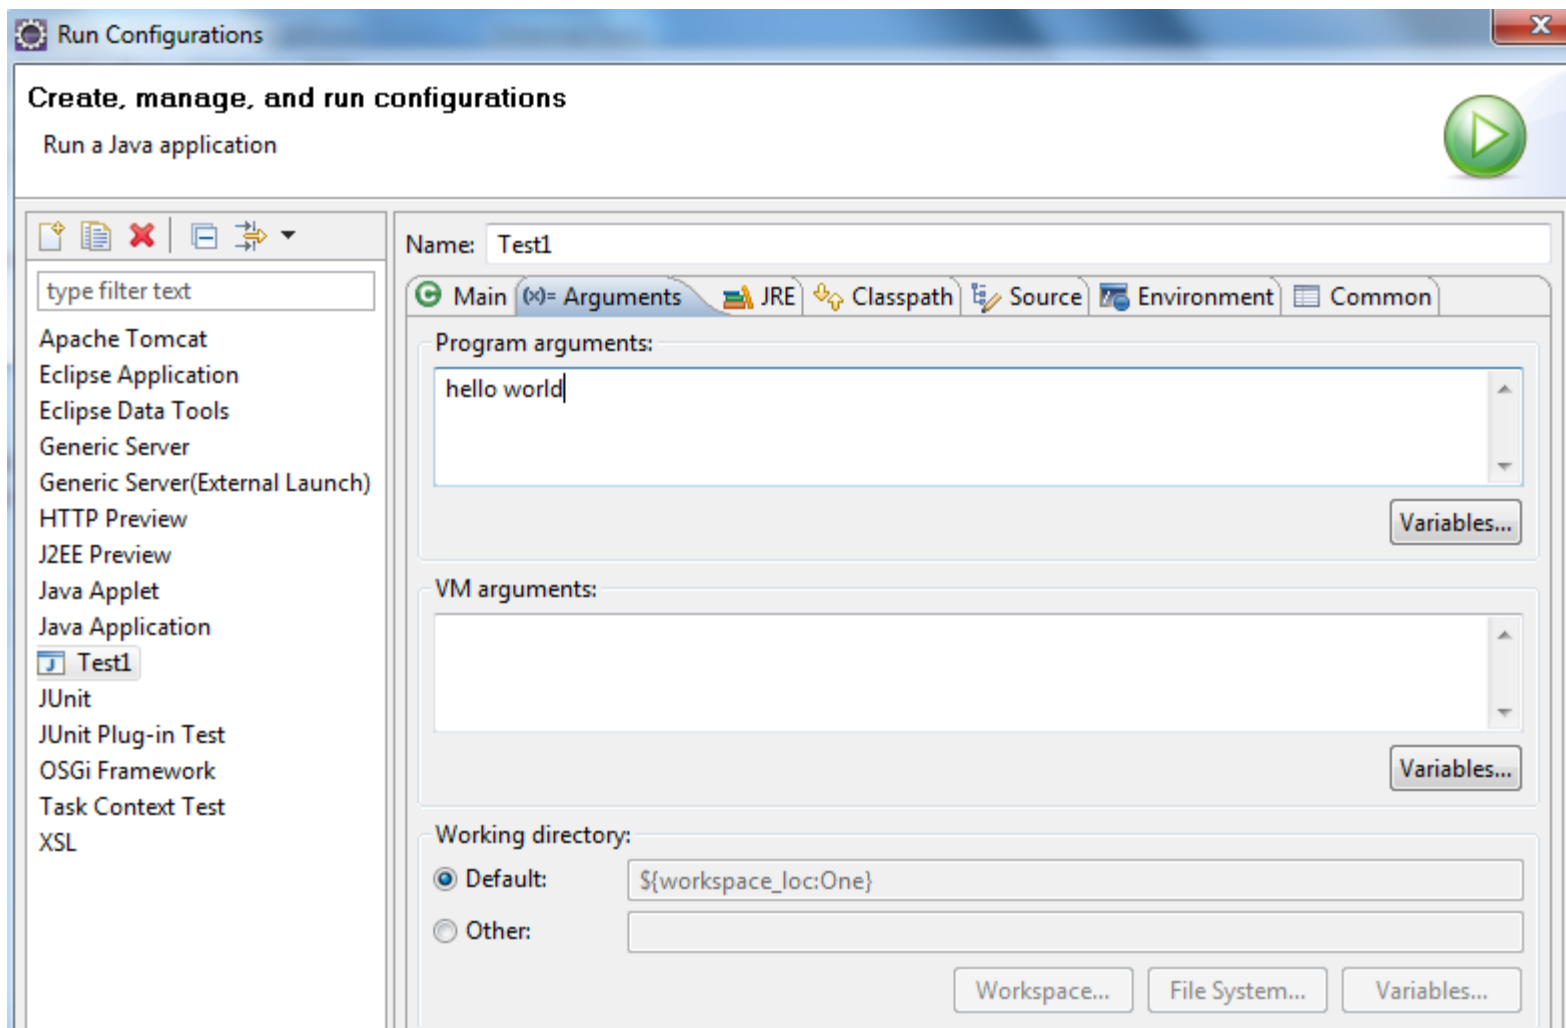 Run Configurations
Create, manage, and run configurations
Run a Java application
type filter text
Apache Tomcat
Eclipse Application
Eclipse Data Tools
Generic Server
Generic Server(External Launch)
HTTP Preview
J2EE Preview
Java Applet
Java Application
Test1
JUnit
JUnit Plug-in Test
OSGi Framework
Task Context Test
XSL
Name: Test1
Main (x)= Arguments JRE Classpath Source Environment Common
Program arguments:
hello world
Variables...
VM arguments:
Variables...
Working directory:
Default: ${workspace_loc:One}
Other:
Workspace... File System... Variables...